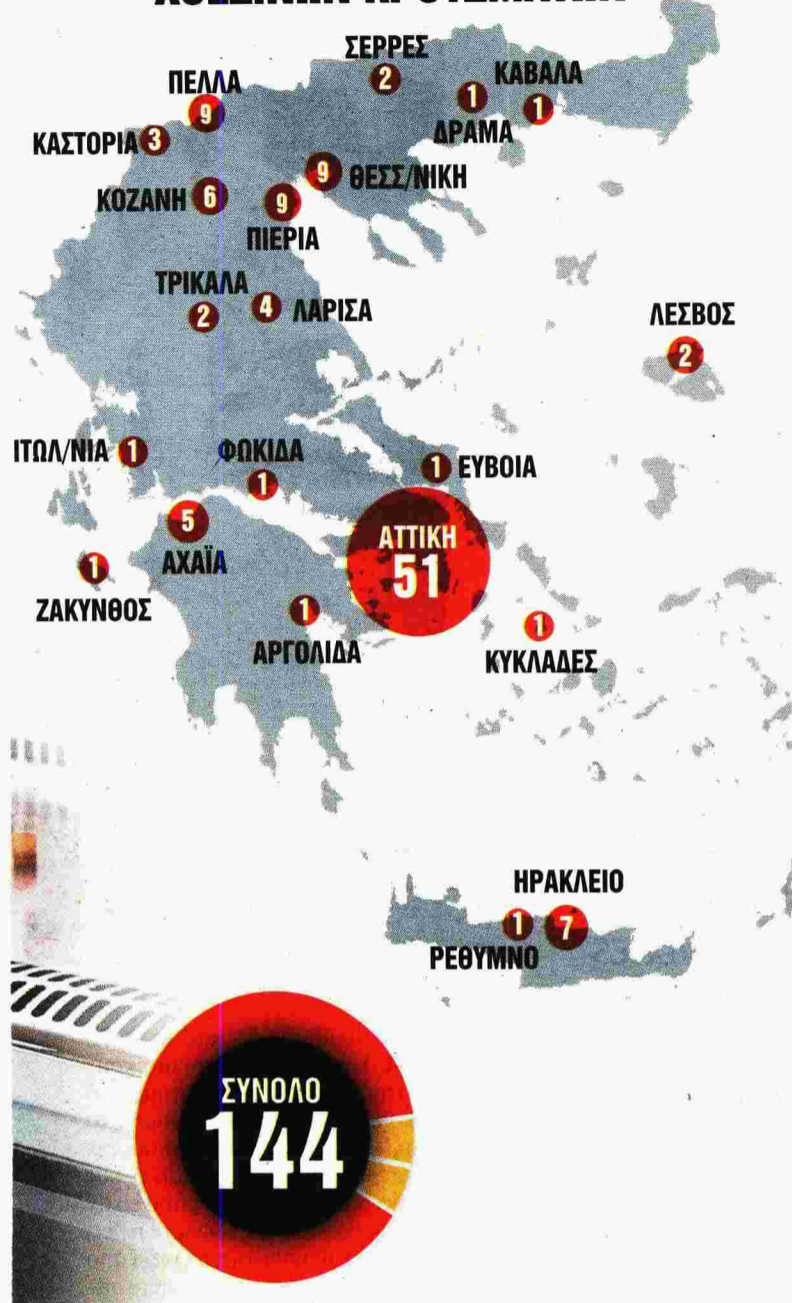 ΣΕΡΡΕΣ
2
ΠΕΛΛΑ
9
ΚΑΒΑΛΑ
1
1
ΔΡΑΜΑ
ΚΑΣΤΟΡΙΑ 3
9 ΘΕΣΣ/ΝΙΚΗ
ΚΟΖΑΝΗ 6
9
ΠΙΕΡΙΑ
ΤΡΙΚΑΛΑ
2
4 ΛΑΡΙΣΑ
ΛΕΣΒΟΣ
2
ΙΤΩΛ/ΝΙΑ 1
ΦΩΚΙΔΑ
1
1 ΕΥΒΟΙΑ
5
ΑΧΑΪΑ
ΑΤΤΙΚΗ
51
1
ΖΑΚΥΝΘΟΣ
1
ΑΡΓΟΛΙΔΑ
1
ΚΥΚΛΑΔΕΣ
ΗΡΑΚΛΕΙΟ
1 7
ΡΕΘΥΜΝΟ
ΣΥΝΟΛΟ
144